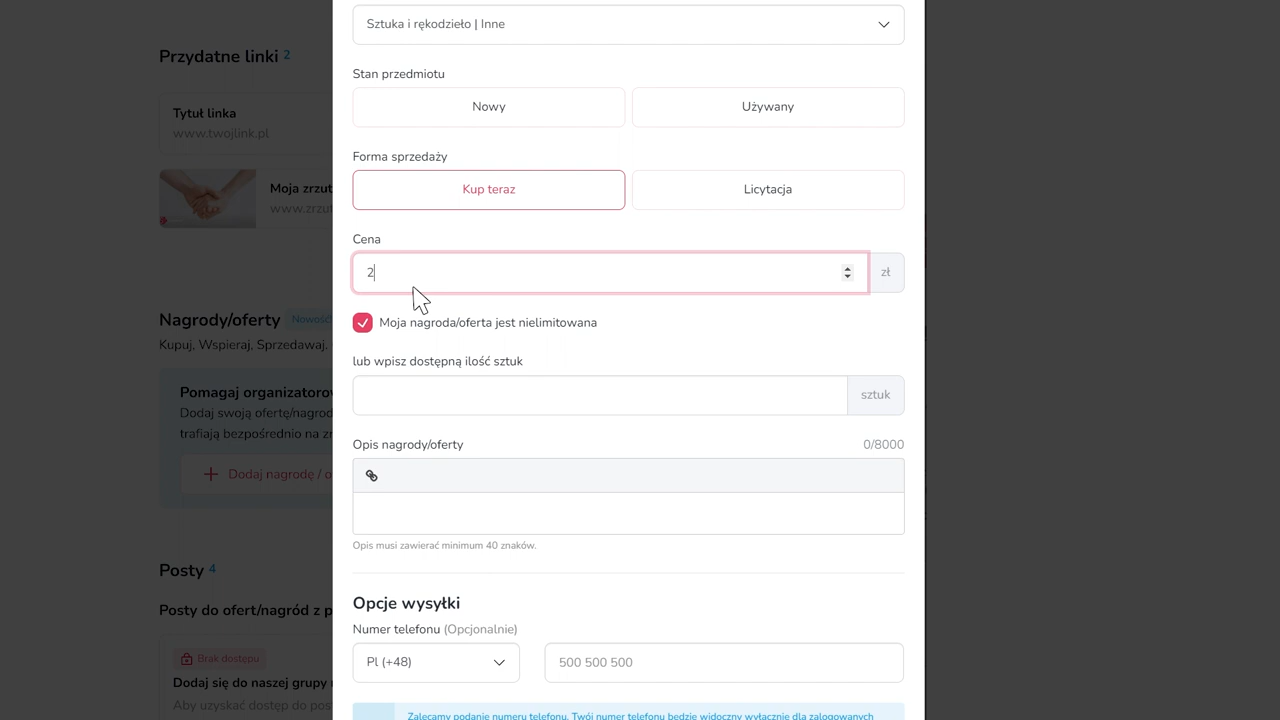 Sztuka i rękodzieło | Inne
Przydatne linki 2
Stan przedmiotu
Nowy
Używany
Tytuł linka
www.twojlink.pl
Forma sprzedaży
Kup teraz
Licytacja
Moja zrzut
www.zrzut
Cena
2
zł
Nagrody/oferty Nowość!
Moja nagroda/oferta jest nielimitowana
Kupuj, Wspieraj, Sprzedawaj,
lub wpisz dostępną ilość sztuk
sztuk
Pomagaj organizatoro
Dodaj swoją ofertę/nagrod
trafiają bezpośrednio na zr
Opis nagrody/oferty
0/8000
Dodaj nagrodę / o
Opis musi zawierać minimum 40 znaków.
Posty 4
Opcje wysyłki
Posty do ofert/nagród z p
Numer telefonu (Opcjonalnie)
Pl (+48)
500 500 500
Brak dostępu
Dodaj się do naszej grupy
Aby uzyskać dostęp do pos
Zalecamy podanie numeru telefonu. Twój numer telefonu będzie widoczny wyłącznie dla zalogowanych